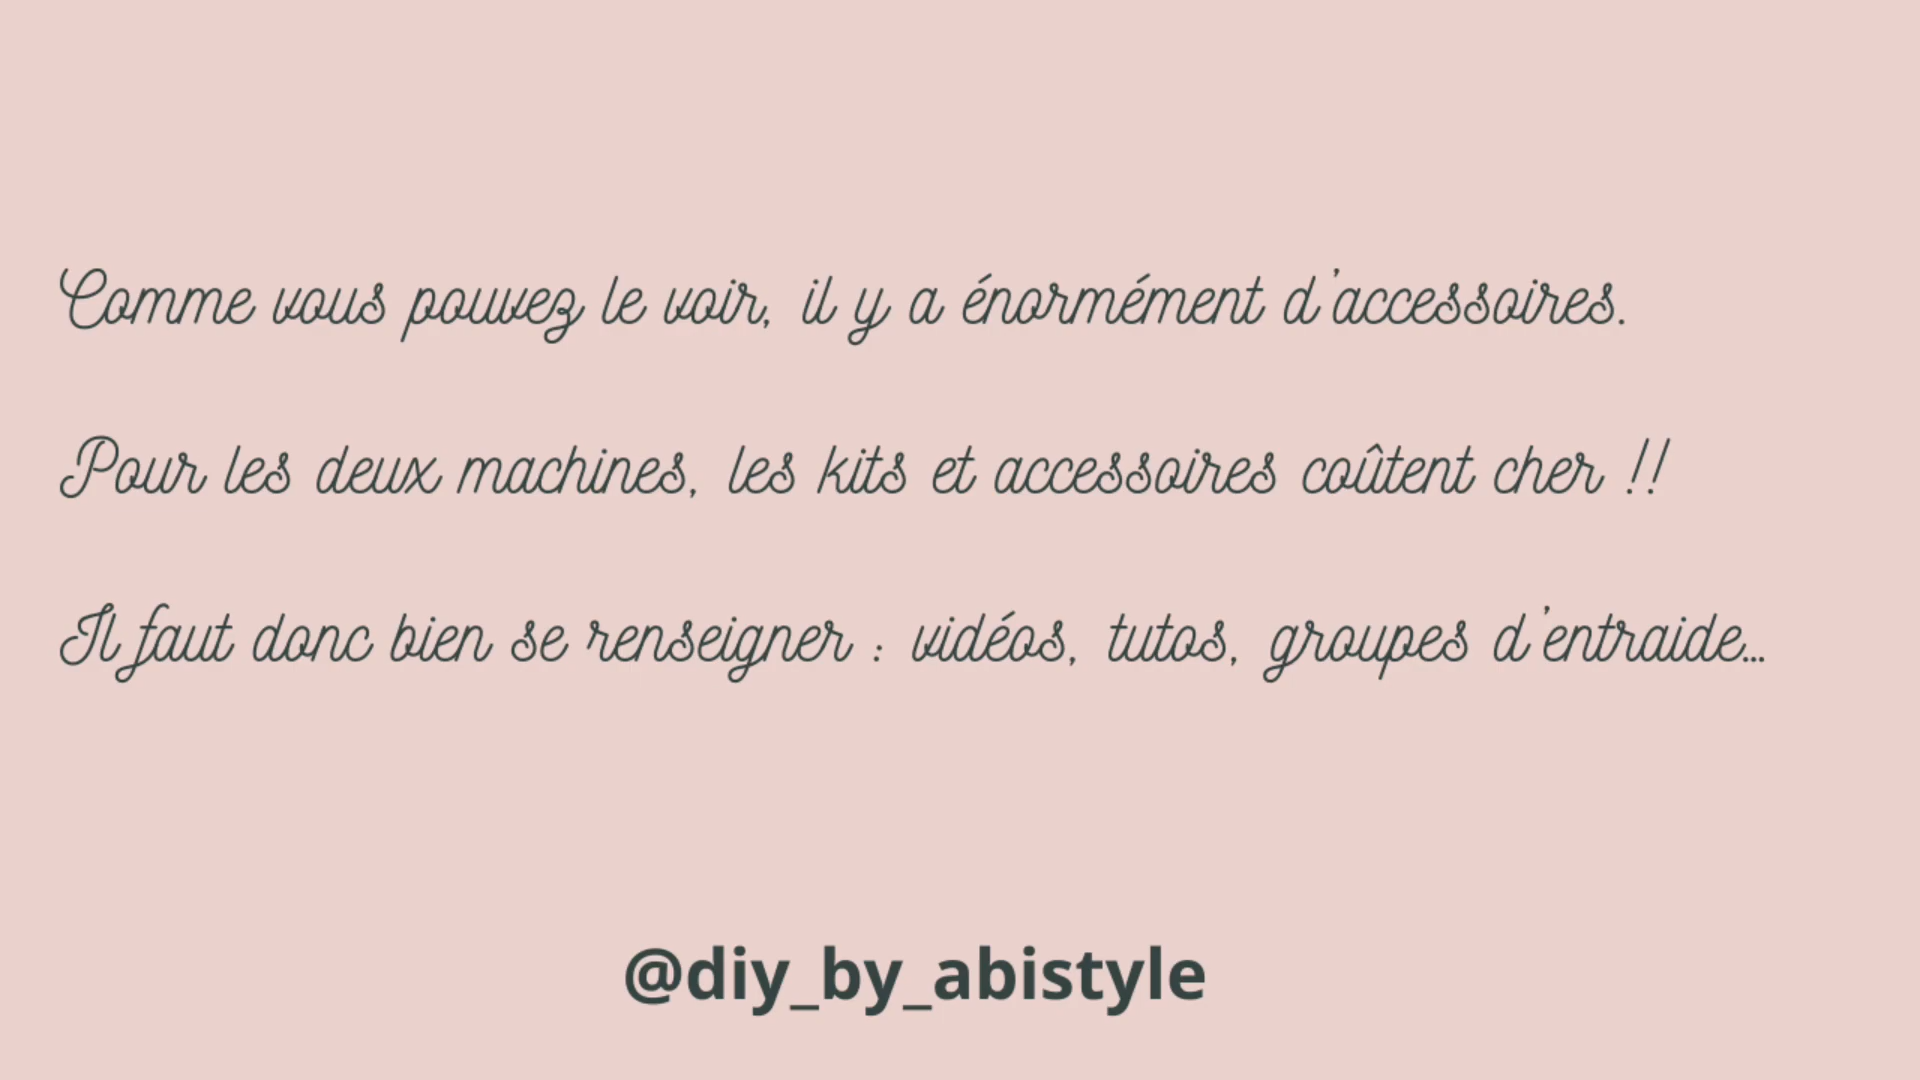 Comme vous pouvez le voir, il y a énormément d'accessoires.
Pour les deux machines, les kits et accessoires coûtent cher !!
Il faut donc bien se renseigner : vidéos, tutos, groupes d'entraide...
@diy_by_abistyle